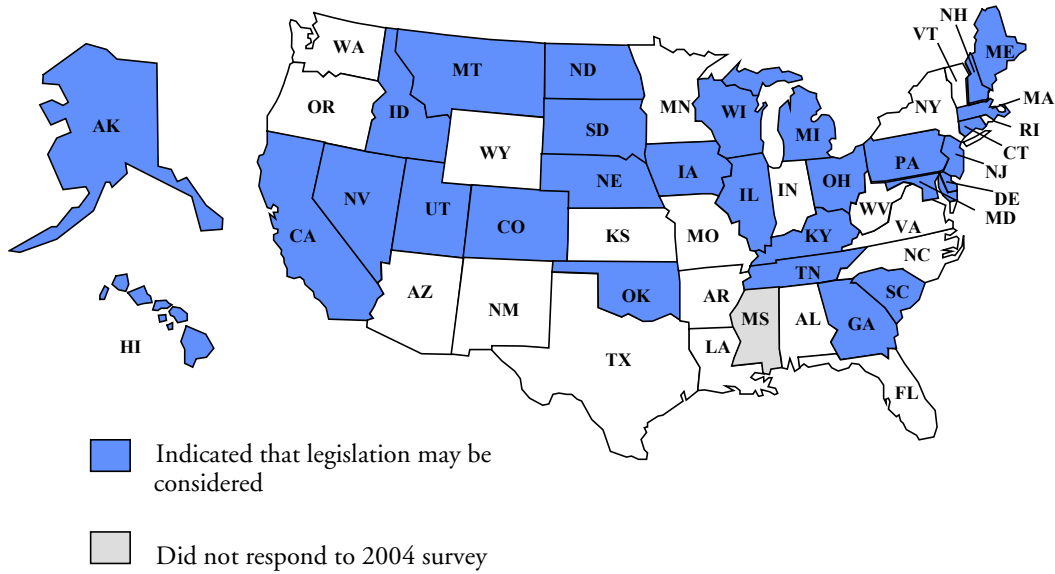 NH
VT
ME
WA
MT
ND
MN
OR
ID
WI
NY
MA
AK
SD
MI
RI
WY
CT
PA
NJ
IA
NE
OH
IN
IL
NV
UT
DE
WV
MD
CO
VA
CA
KS
MO
KY
NC
TN
AZ
OK
AR
SC
NM
MS
AL
GA
HI
LA
TX
FL
Indicated that legislation may be
considered
Did not respond to 2004 survey